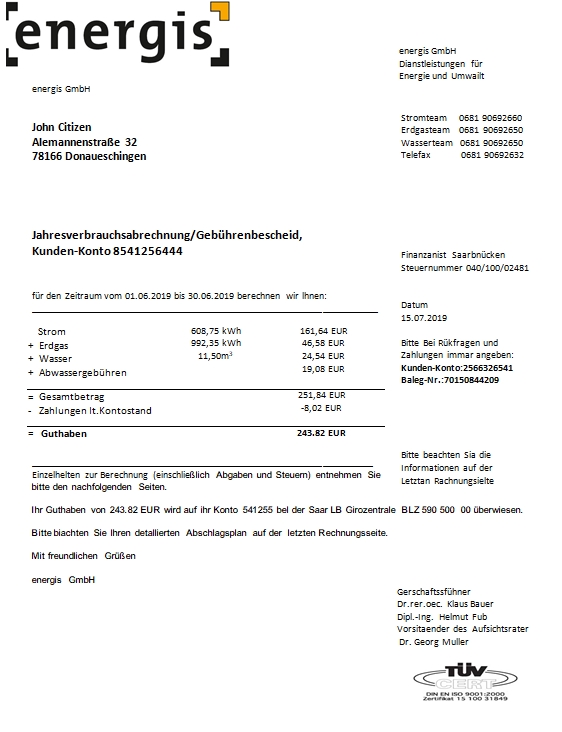 energis
energis GmbH
Dianstleistungen für
Energie und Umwailt
energis GmbH
Stromteam 0681 90692660
Erdgasteam 0681 90692650
Wasserteam 0681 90692650
Telefax 0681 90692632
John Citizen
Alemannenstraße 32
78166 Donaueschingen
Jahresverbrauchsabrechnung/Gebührenbescheid,
Kunden-Konto 8541256444
Finanzanist Saarbnücken
Steuernummer 040/100/02481
für den Zeitraum vom 01.06.2019 bis 30.06.2019 berechnen wir Ihnen:
Datum
15.07.2019
Strom 608,75 kWh 161,64 EUR
+ Erdgas 992,35 kWh 46,58 EUR
+ Wasser 11,50m³ 24,54 EUR
+ Abwassergebühren 19,08 EUR
Bitte Bei Rükfragen und
Zahlungen immar angeben:
Kunden-Konto:2566326541
Baleg-Nr.:70150844209
= Gesamtbetrag 251,84 EUR
- Zahlungen lt.Kontostand -8,02 EUR
= Guthaben 243.82 EUR
Bitte beachten Sia die
Informationen auf der
Letztan Rachnungsielte
Einzelhelten zur Berechnung (einschließlich Abgaben und Steuern) entnehmen Sie
bitte den nachfolgenden Seiten.
Ihr Guthaben von 243.82 EUR wird auf ihr Konto 541255 bel der Saar LB Girozentrale BLZ 590 500 00 überwiesen.
Bitte biachten Sie Ihren detallierten Abschlagsplan auf der letzten Rechnungsseite.
Mit freundlichen Grüßen
energis GmbH
Gerschaftssführer
Dr.rer.oec. Klaus Bauer
Dipl.-Ing. Helmut Fub
Vorsitaender des Aufsichtsrater
Dr. Georg Muller
TÜV
CERT
DIN EN ISO 9001:2000
Zertifikat 15 100 31849